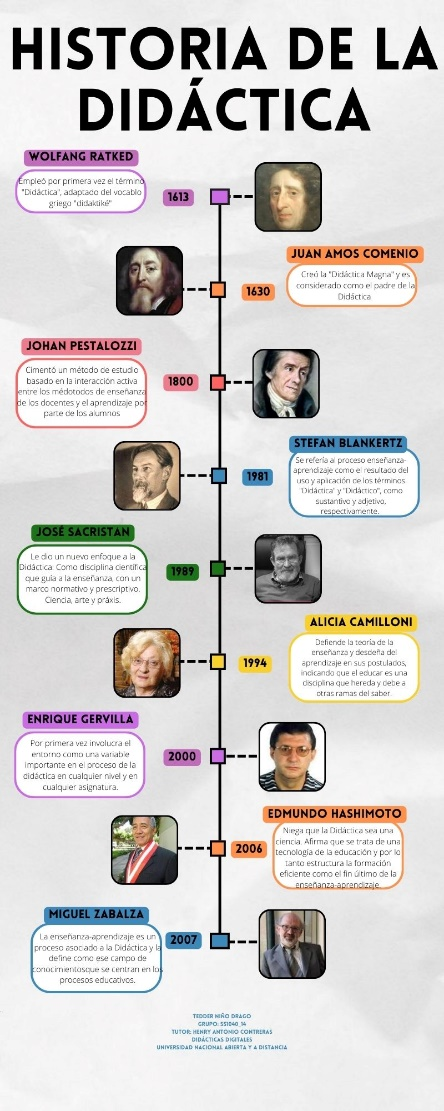 HISTORIA DE LA
DIDÁCTICA
WOLFANG RATKED
Empleó por primera vez el término
"Didáctica", adaptado del vocablo
griego "didaktiké"
1613
JUAN AMOS COMENIO
Creó la "Didáctica Magna" y es
considerado como el padre de la
Didáctica
1630
JOHAN PESTALOZZI
Cimentó un método de estudio
basado en la interacción activa
entre los médotodos de enseñanza
de los docentes y el aprendizaje por
parte de los alumnos
1800
STEFAN BLANKERTZ
Se refería al proceso enseñanza-
aprendizaje como el resultado del
uso y aplicación de los términos
"Didáctica" y "Didáctico", como
sustantivo y adjetivo,
respectivamente.
1981
JOSÉ SACRISTAN
Le dio un nuevo enfoque a la
Didáctica. Como disciplina científica
que guía a la enseñanza, con un
marco normativo y prescriptivo.
Ciencia, arte y práxis.
1989
ALICIA CAMILLONI
Defiende la teoría de la
enseñanza y desdeña del
aprendizaje en sus postulados,
indicando que el educar es una
disciplina que hereda y debe a
otras ramas del saber.
1994
ENRIQUE GERVILLA
Por primera vez involucra el
entorno como una variable
importante en el proceso de la
didáctica en cualquier nivel y en
cualquier asignatura.
2000
EDMUNDO HASHIMOTO
Niega que la Didáctica sea una
ciencia. Afirma que se trata de una
tecnología de la educación y por lo
tanto estructura la formación
eficiente como el fin último de la
enseñanza-aprendizaje.
2006
MIGUEL ZABALZA
La enseñanza-aprendizaje es un
proceso asociado a la Didáctica y la
define como ese campo de
conocimientosque se centran en los
procesos educativos.
2007
TEDDER NIÑO DRAGO
GRUPO: 551040_14
TUTOR: HENRY ANTONIO CONTRERAS
DIDÁCTICAS DIGITALES
UNIVERSIDAD NACIONAL ABIERTA Y A DISTANCIA